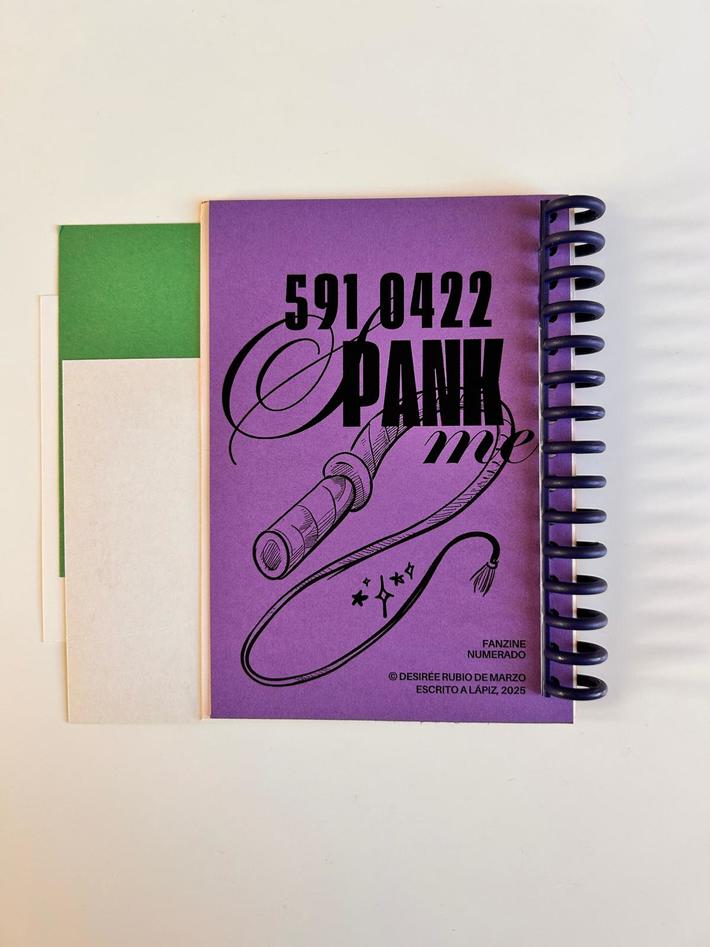 591 0422
SPANK
me
FANZINE
NUMERADO
© DESIRÉE RUBIO DE MARZO
ESCRITO A LÁPIZ, 2025